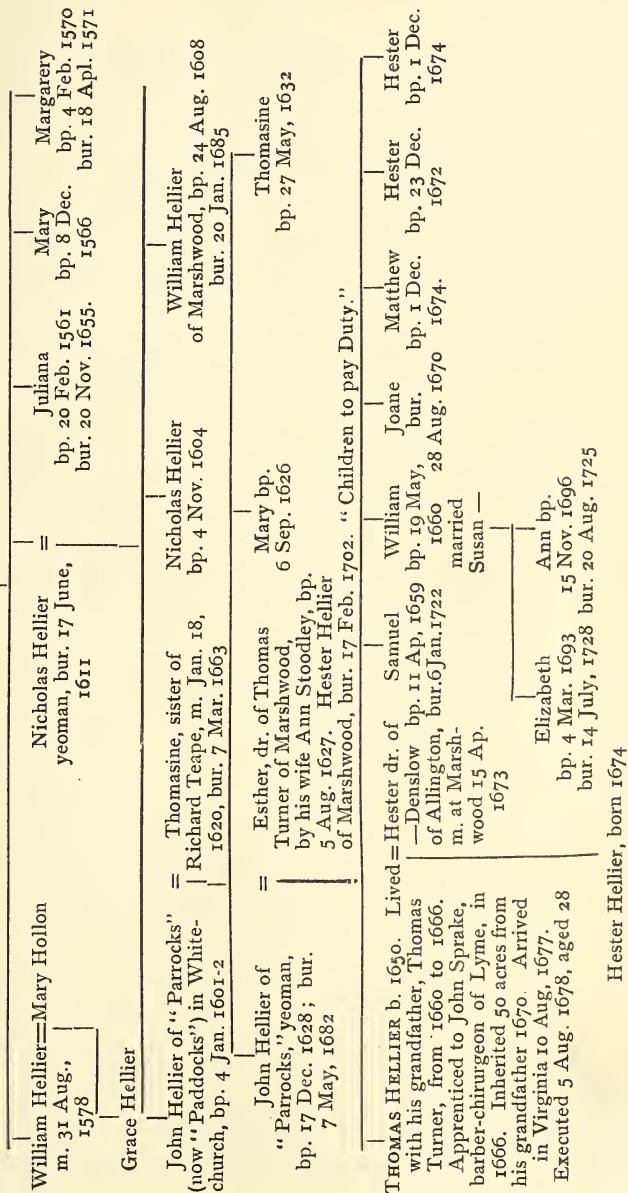 William Hellier=Mary Hollon
m. 31 Aug.,
1578
Nicholas Hellier
yeoman, bur. 17 June,
1611
=
Juliana
bp. 20 Feb. 1561
bur. 20 Nov. 1655.
Mary
bp. 8 Dec.
1566
Margarery
bp. 4 Feb. 1570
bur. 18 Apl. 1571
Grace Hellier
John Hellier of "Parrocks"
(now "Paddocks") in White-
church, bp. 4 Jan. 1601-2
=
Thomasine, sister of
Richard Teape, m. Jan. 18,
1620, bur. 7 Mar. 1663
Nicholas Hellier
bp. 4 Nov. 1604
William Hellier
of Marshwood, bp. 24 Aug. 1608
bur. 20 Jan. 1685
John Hellier of
"Parrocks," yeoman,
bp. 17 Dec. 1628; bur.
7 May, 1682
=
Esther, dr. of Thomas
Turner of Marshwood,
by his wife Ann Stoodley, bp.
5 Aug. 1627. Hester Hellier
of Marshwood, bur. 17 Feb. 1702. "Children to pay Duty."
Mary bp.
6 Sep. 1626
Thomasine
bp. 27 May, 1632
THOMAS HELLIER b. 1650. Lived
with his grandfather, Thomas
Turner, from 1660 to 1666.
Apprenticed to John Sprake,
barber-chirurgeon of Lyme, in
1666. Inherited 50 acres from
his grandfather 1670. Arrived
in Virginia 10 Aug, 1677.
Executed 5 Aug. 1678, aged 28
=Hester dr. of
—Denslow
of Allington,
m. at Marsh-
wood 15 Ap.
1673
Samuel
bp. 11 Ap, 1659
bur.6 Jan.1722
William
bp. 19 May,
1660
married
Susan —
Joane
bur.
28 Aug. 1670
Matthew
bp. 1 Dec.
1674.
Hester
bp. 23 Dec.
1672
Hester
bp. 1 Dec.
1674
Elizabeth
bp. 4 Mar. 1693
bur. 14 July, 1728
Ann bp.
15 Nov. 1696
bur. 20 Aug. 1725
Hester Hellier, born 1674